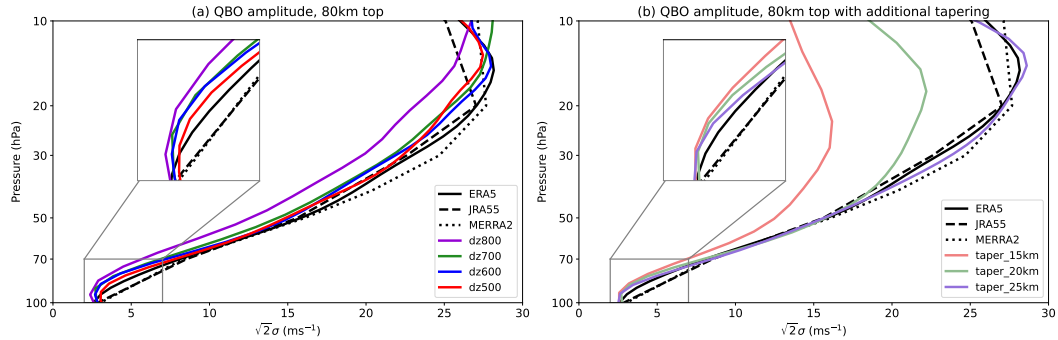 (a) QBO amplitude, 80km top
10
20
30
50
70
100
Pressure (hPa)
0 5 10 15 20 25 30
√2σ (ms⁻¹)
ERA5
JRA55
MERRA2
dz800
dz700
dz600
dz500
(b) QBO amplitude, 80km top with additional tapering
10
20
30
50
70
100
Pressure (hPa)
0 5 10 15 20 25 30
√2σ (ms⁻¹)
ERA5
JRA55
MERRA2
taper_15km
taper_20km
taper_25km